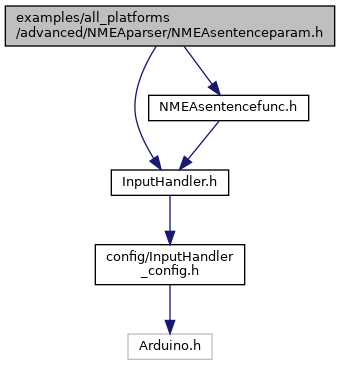 examples/all_platforms
/advanced/NMEAparser/NMEAsentenceparam.h
NMEAsentencefunc.h
InputHandler.h
config/InputHandler
_config.h
Arduino.h